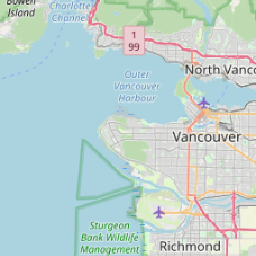 Bowen
Island
Charlotte
Channel
1
99
Outer
Vancouver
Harbour
North Vanco
Vancouver
Sturgeon
Bank Wildlife
Management
Richmond